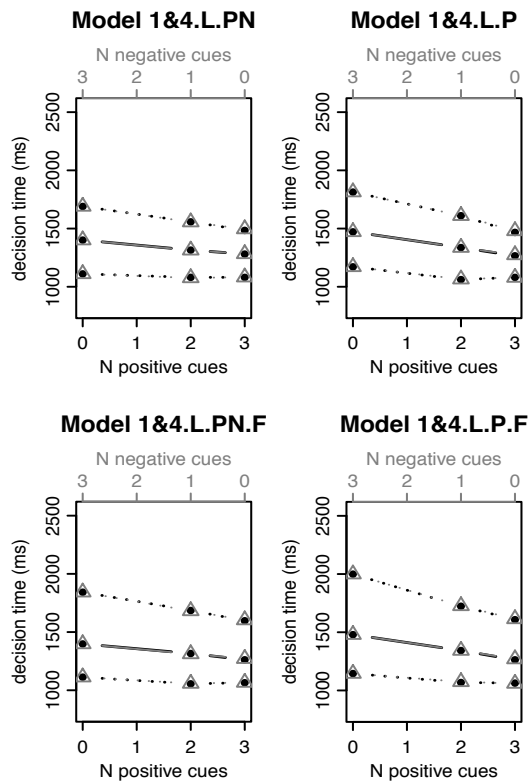 Model 1&4.L.PN
N negative cues
3 2 1 0
decision time (ms)
2500
2000
1500
1000
0 1 2 3
N positive cues
Model 1&4.L.P
N negative cues
3 2 1 0
decision time (ms)
2500
2000
1500
1000
0 1 2 3
N positive cues
Model 1&4.L.PN.F
N negative cues
3 2 1 0
decision time (ms)
2500
2000
1500
1000
0 1 2 3
N positive cues
Model 1&4.L.P.F
N negative cues
3 2 1 0
decision time (ms)
2500
2000
1500
1000
0 1 2 3
N positive cues